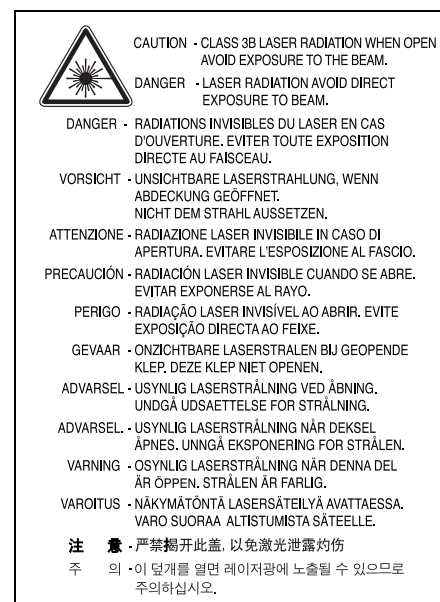 CAUTION - CLASS 3B LASER RADIATION WHEN OPEN
AVOID EXPOSURE TO THE BEAM.
DANGER - LASER RADIATION AVOID DIRECT
EXPOSURE TO BEAM.
DANGER - RADIATIONS INVISIBLES DU LASER EN CAS
D'OUVERTURE. EVITER TOUTE EXPOSITION
DIRECTE AU FAISCEAU.
VORSICHT - UNSICHTBARE LASERSTRAHLUNG, WENN
ABDECKUNG GEÖFFNET.
NICHT DEM STRAHL AUSSETZEN.
ATTENZIONE - RADIAZIONE LASER INVISIBILE IN CASO DI
APERTURA. EVITARE L'ESPOSIZIONE AL FASCIO.
PRECAUCIÓN - RADIACIÓN LASER INVISIBLE CUANDO SE ABRE.
EVITAR EXPONERSE AL RAYO.
PERIGO - RADIAÇÃO LASER INVISÍVEL AO ABRIR. EVITE
EXPOSIÇÃO DIRECTA AO FEIXE.
GEVAAR - ONZICHTBARE LASERSTRALEN BIJ GEOPENDE
KLEP. DEZE KLEP NIET OPENEN.
ADVARSEL - USYNLIG LASERSTRÅLNING VED ÅBNING.
UNDGÅ UDSAETTELSE FOR STRÅLNING.
ADVARSEL. - USYNLIG LASERSTRÅLNING NÅR DEKSEL
ÅPNES. UNNGÅ EKSPONERING FOR STRÅLEN.
VARNING - OSYNLIG LASERSTRÅLNING NÄR DENNA DEL
ÄR ÖPPEN. STRÅLEN ÄR FARLIG.
VAROITUS - NÄKYMÄTÖNTÄ LASERSÄTEILYÄ AVATTAESSA.
VARO SUORAA ALTISTUMISTA SÄTEELLE.
注 意 - 严禁揭开此盖, 以免激光泄露灼伤
주 의 - 이 덮개를 열면 레이저광에 노출될 수 있으므로
주의하십시오.